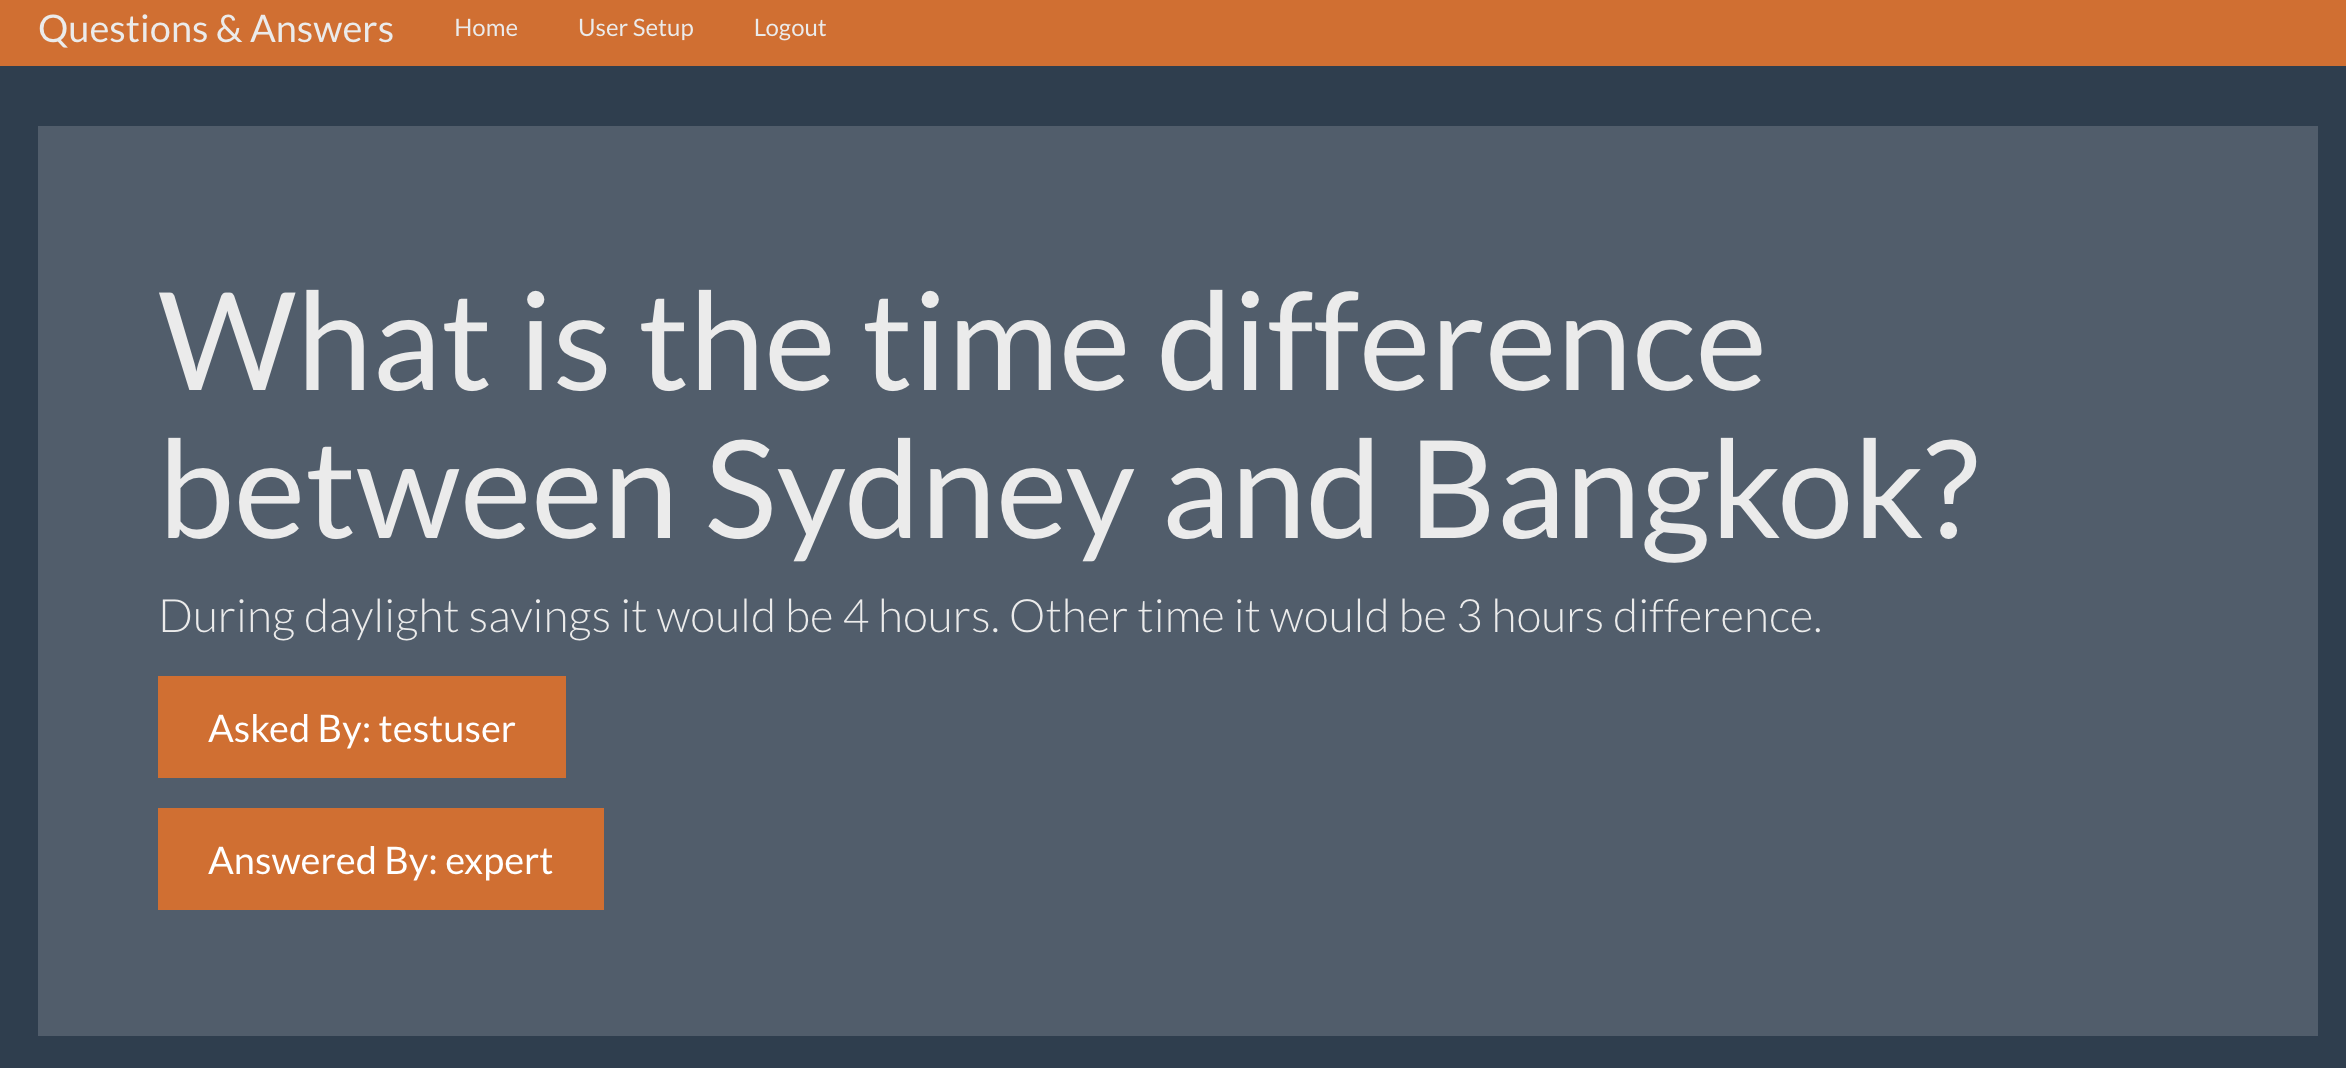 Questions & Answers Home User Setup Logout
What is the time difference
between Sydney and Bangkok?
During daylight savings it would be 4 hours. Other time it would be 3 hours difference.
Asked By: testuser
Answered By: expert